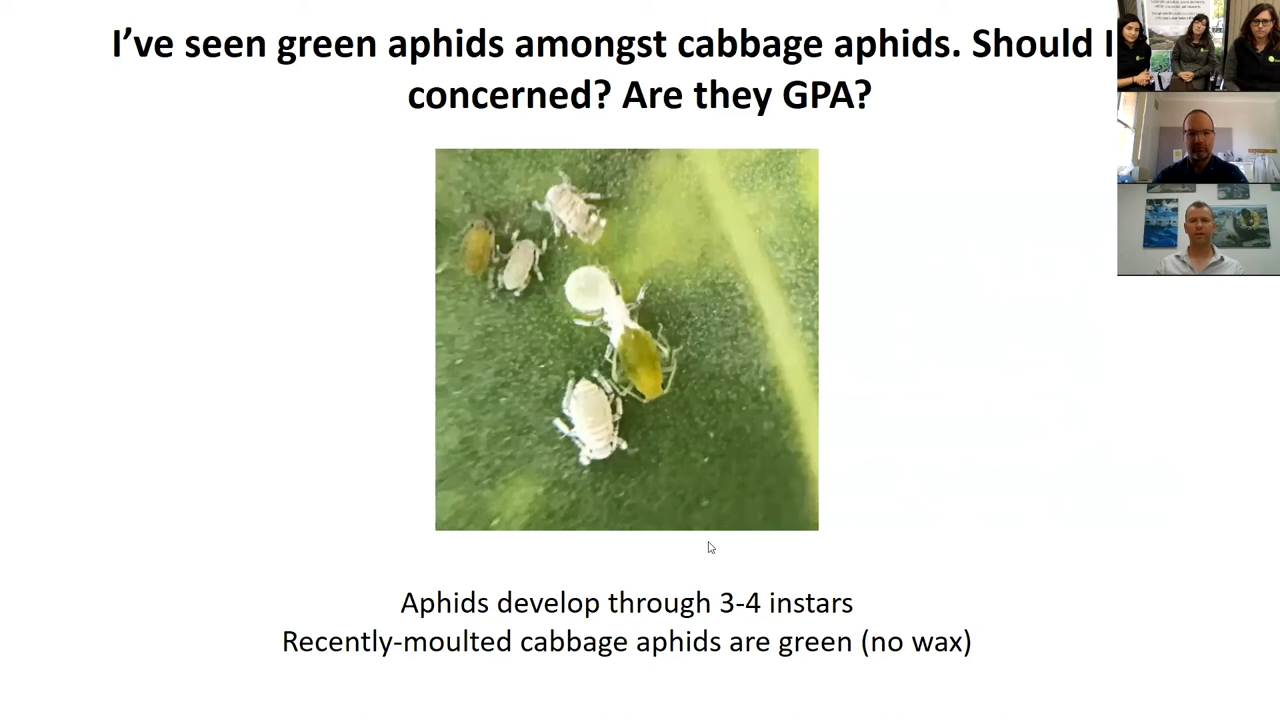 I’ve seen green aphids amongst cabbage aphids. Should I
concerned? Are they GPA?
Aphids develop through 3-4 instars
Recently-moulted cabbage aphids are green (no wax)